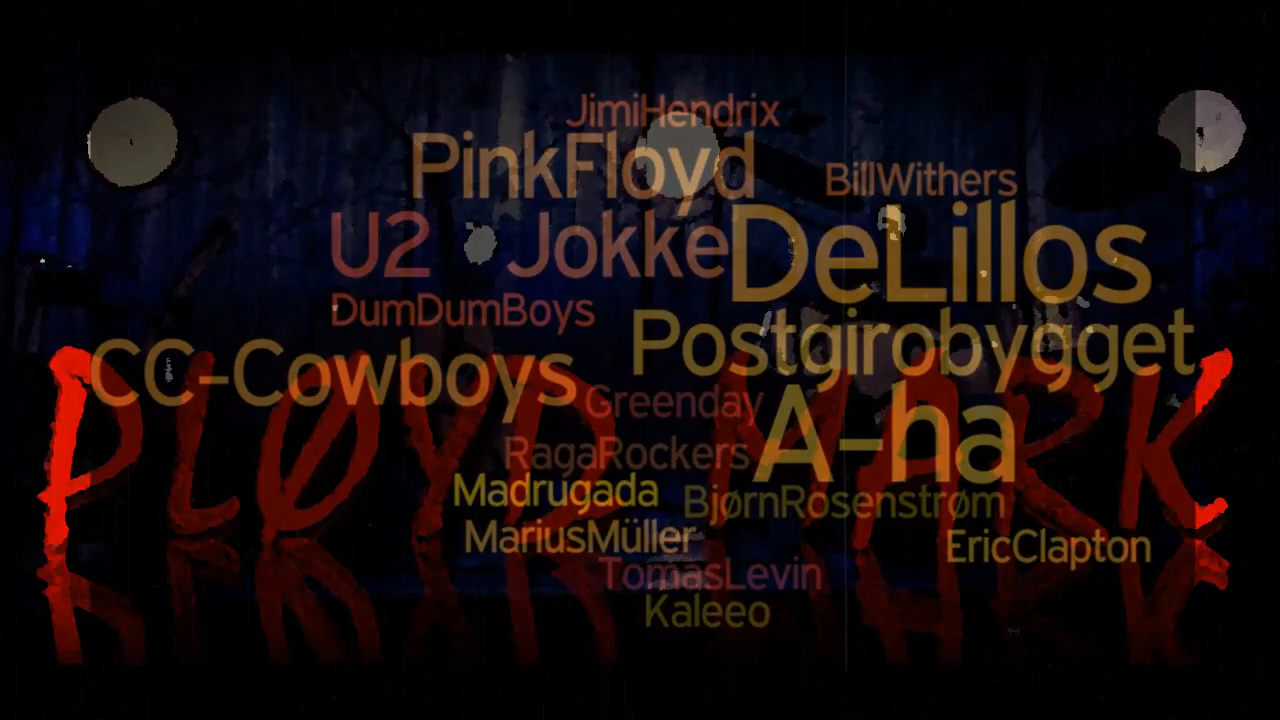 JimiHendrix
PinkFloyd
BillWithers
U2 Jokke DeLillos
DumDumBoys
Postgirobygget
CC-Cowboys
PLØYD MARK
Greenday
A-ha
RagaRockers
Madrugada BjørnRosenstrøm
MariusMüller
EricClapton
TomasLevin
Kaleeo